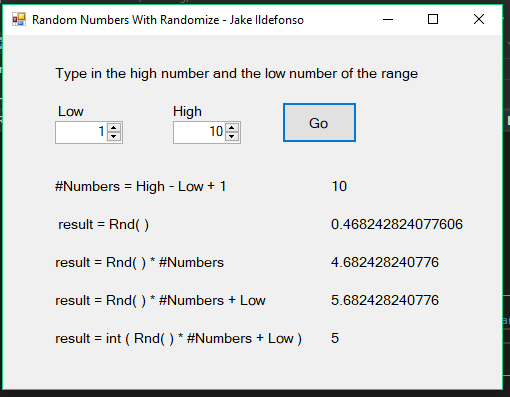 Random Numbers With Randomize - Jake Ildefonso
Type in the high number and the low number of the range
Low High
1 10 Go
#Numbers = High - Low + 1 10
result = Rnd( ) 0.468242824077606
result = Rnd( ) * #Numbers 4.682428240776
result = Rnd( ) * #Numbers + Low 5.682428240776
result = int ( Rnd( ) * #Numbers + Low ) 5